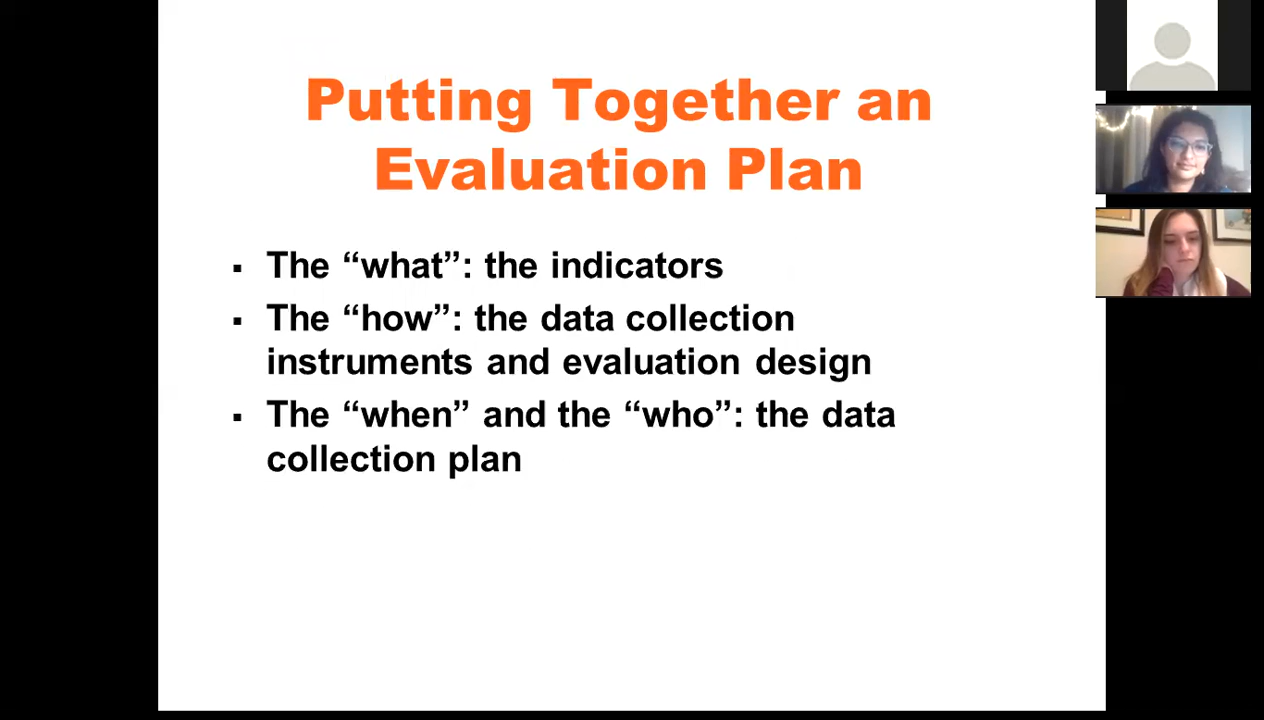 Putting Together an
Evaluation Plan
▪ The “what”: the indicators
▪ The “how”: the data collection
instruments and evaluation design
▪ The “when” and the “who”: the data
collection plan